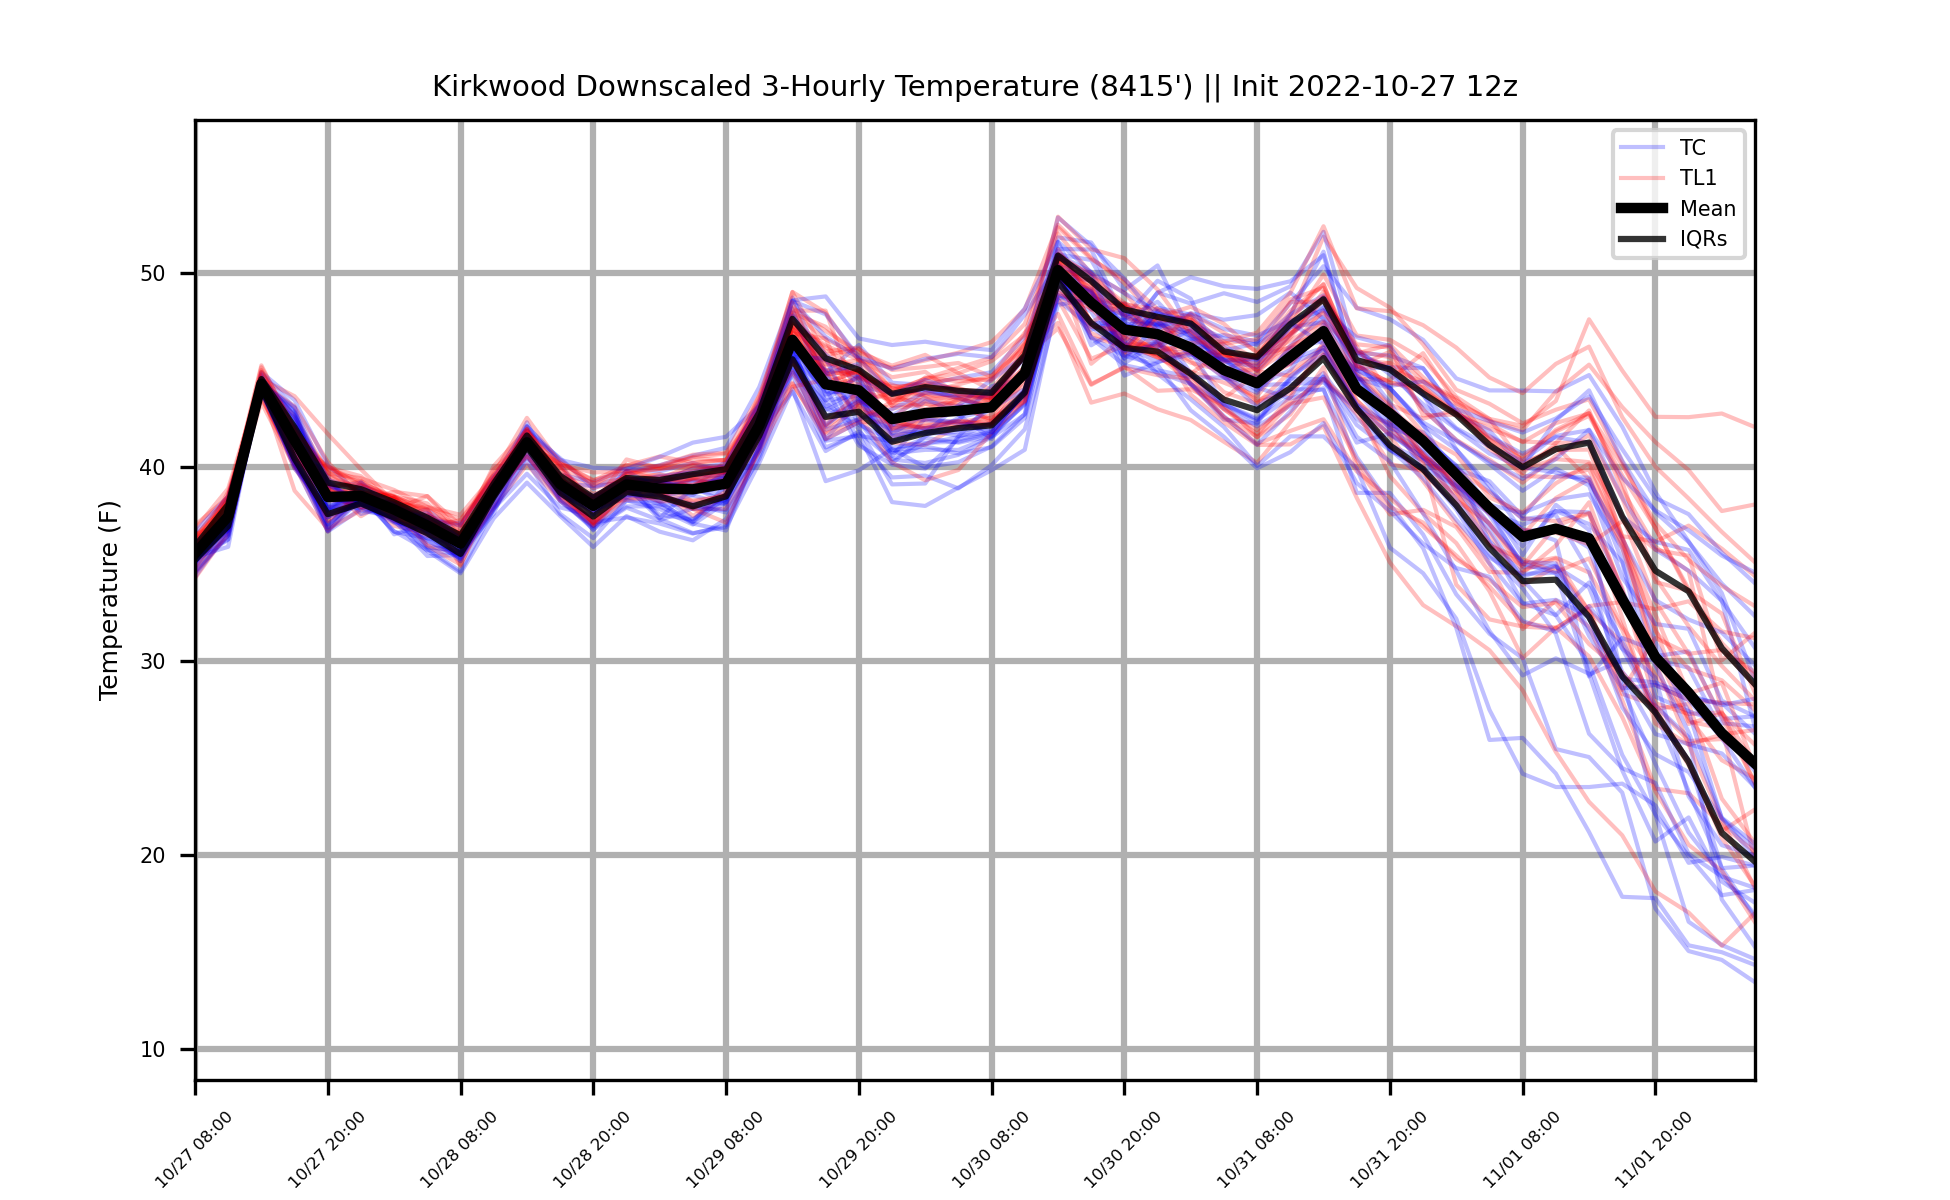 Kirkwood Downscaled 3-Hourly Temperature (8415') || Init 2022-10-27 12z
TC
TL1
Mean
IQRs
Temperature (F)
50
40
30
20
10
10/27 08:00
10/27 20:00
10/28 08:00
10/28 20:00
10/29 08:00
10/29 20:00
10/30 08:00
10/30 20:00
10/31 08:00
10/31 20:00
11/01 08:00
11/01 20:00